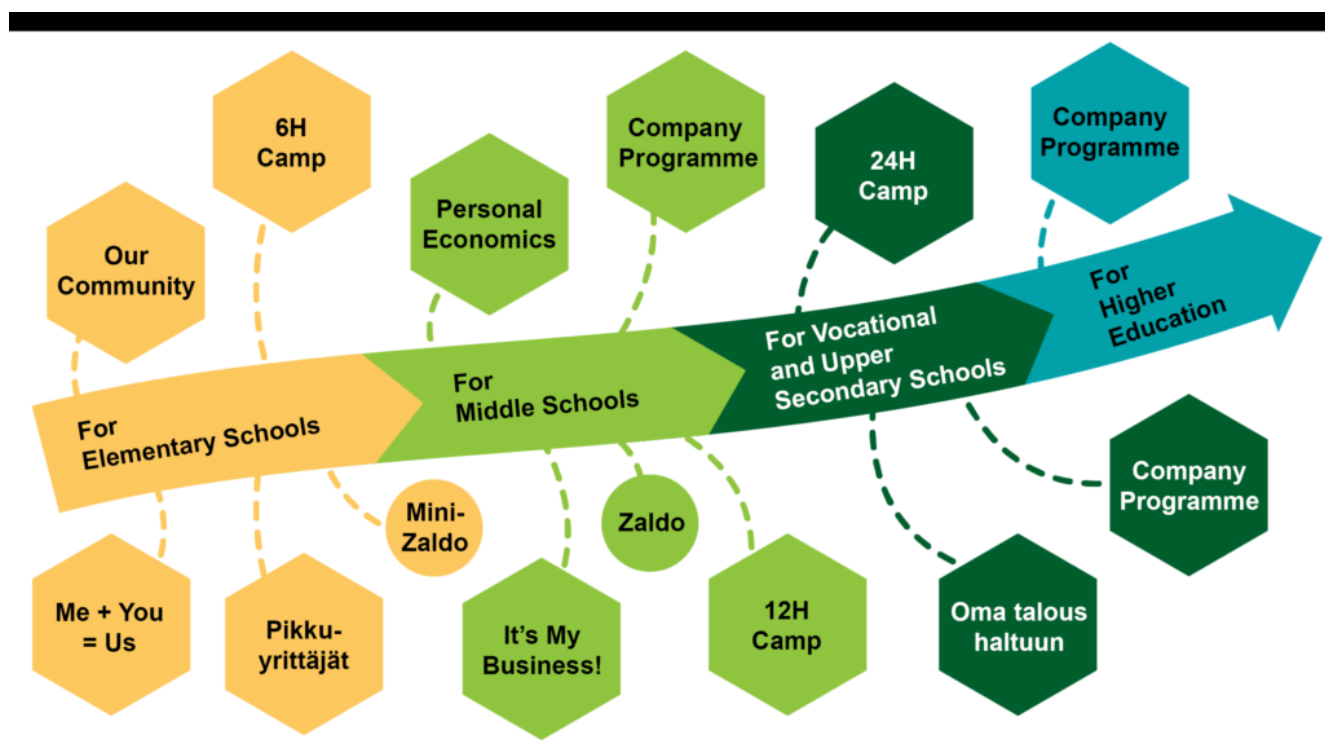 Our
Community
6H
Camp
Personal
Economics
Company
Programme
24H
Camp
Company
Programme
For
Elementary Schools
For
Middle Schools
For Vocational
and Upper
Secondary Schools
For
Higher
Education
Me + You
= Us
Pikku-
yrittäjät
Mini-
Zaldo
It's My
Business!
Zaldo
12H
Camp
Oma talous
haltuun
Company
Programme